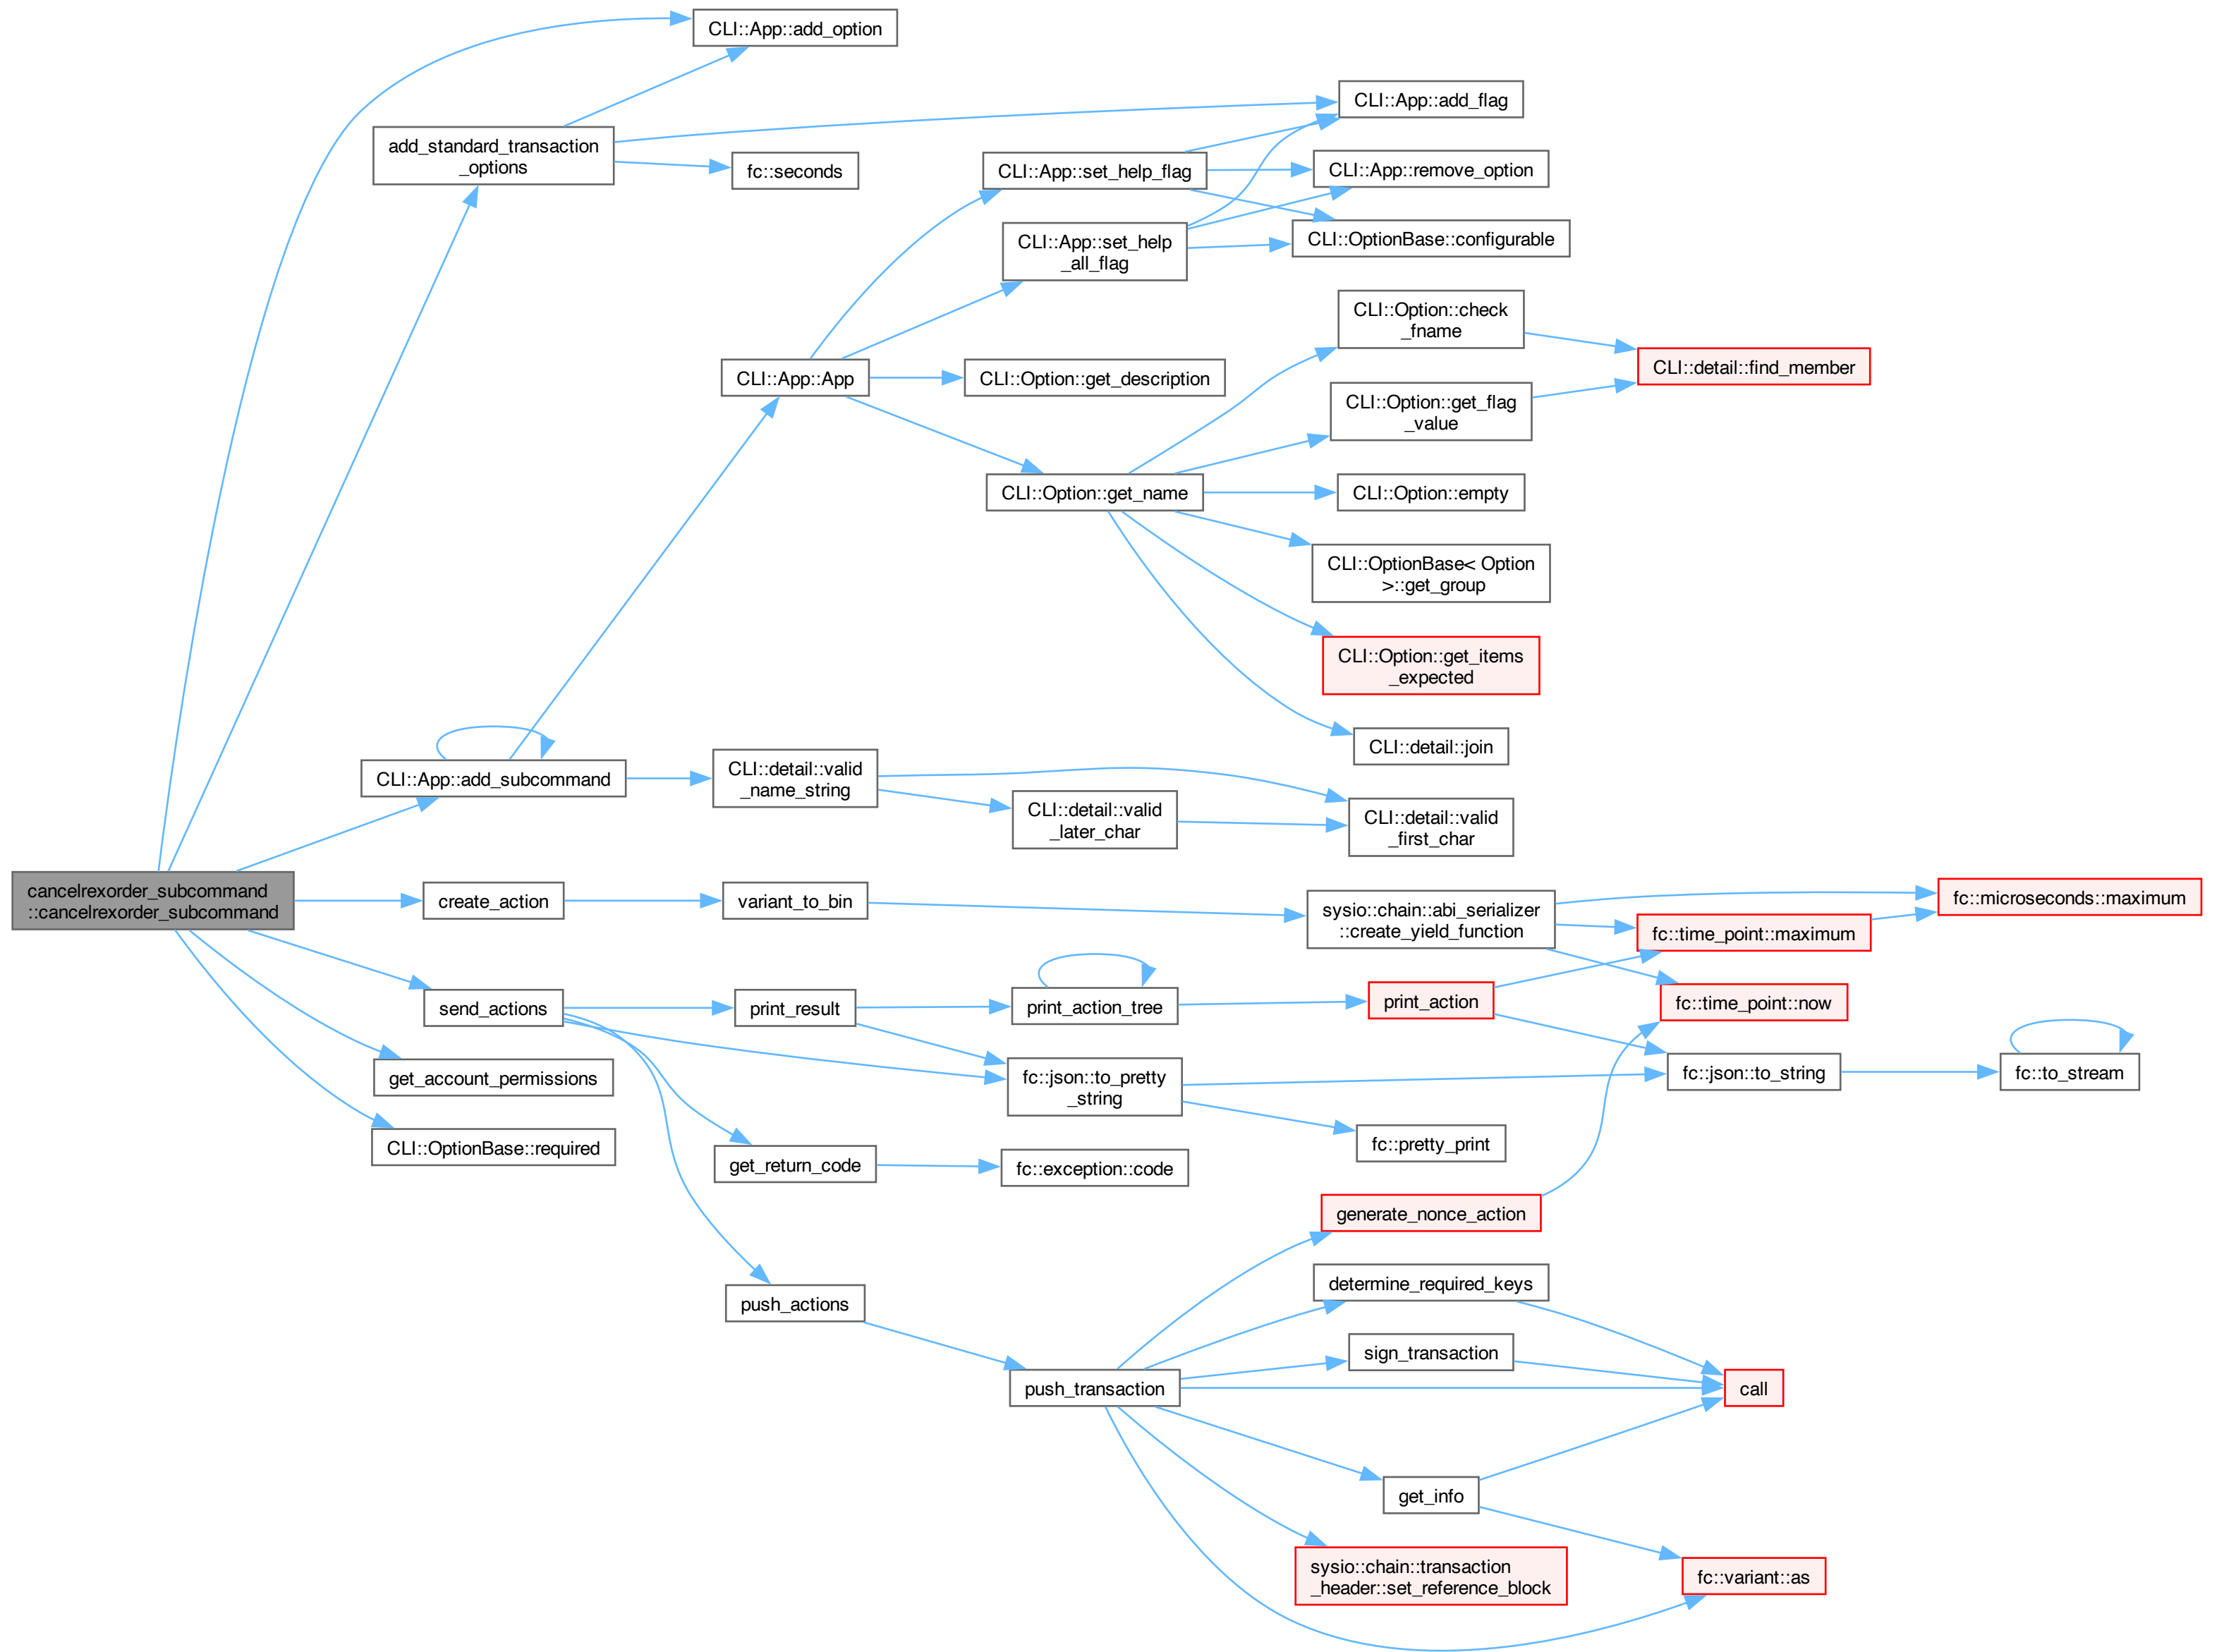 CLI::App::add_option
add_standard_transaction
_options
fc::seconds
CLI::App::add_flag
CLI::App::set_help_flag
CLI::App::remove_option
CLI::App::set_help
_all_flag
CLI::OptionBase::configurable
CLI::Option::check
_fname
CLI::App::App
CLI::Option::get_description
CLI::detail::find_member
CLI::Option::get_flag
_value
CLI::Option::get_name
CLI::Option::empty
CLI::OptionBase< Option
>::get_group
CLI::Option::get_items
_expected
CLI::detail::join
CLI::App::add_subcommand
CLI::detail::valid
_name_string
CLI::detail::valid
_later_char
CLI::detail::valid
_first_char
cancelrexorder_subcommand
::cancelrexorder_subcommand
create_action
variant_to_bin
sysio::chain::abi_serializer
::create_yield_function
fc::microseconds::maximum
fc::time_point::maximum
send_actions
print_result
print_action_tree
print_action
fc::time_point::now
get_account_permissions
fc::json::to_pretty
_string
fc::json::to_string
fc::to_stream
CLI::OptionBase::required
get_return_code
fc::exception::code
fc::pretty_print
generate_nonce_action
push_actions
determine_required_keys
sign_transaction
push_transaction
call
get_info
sysio::chain::transaction
_header::set_reference_block
fc::variant::as